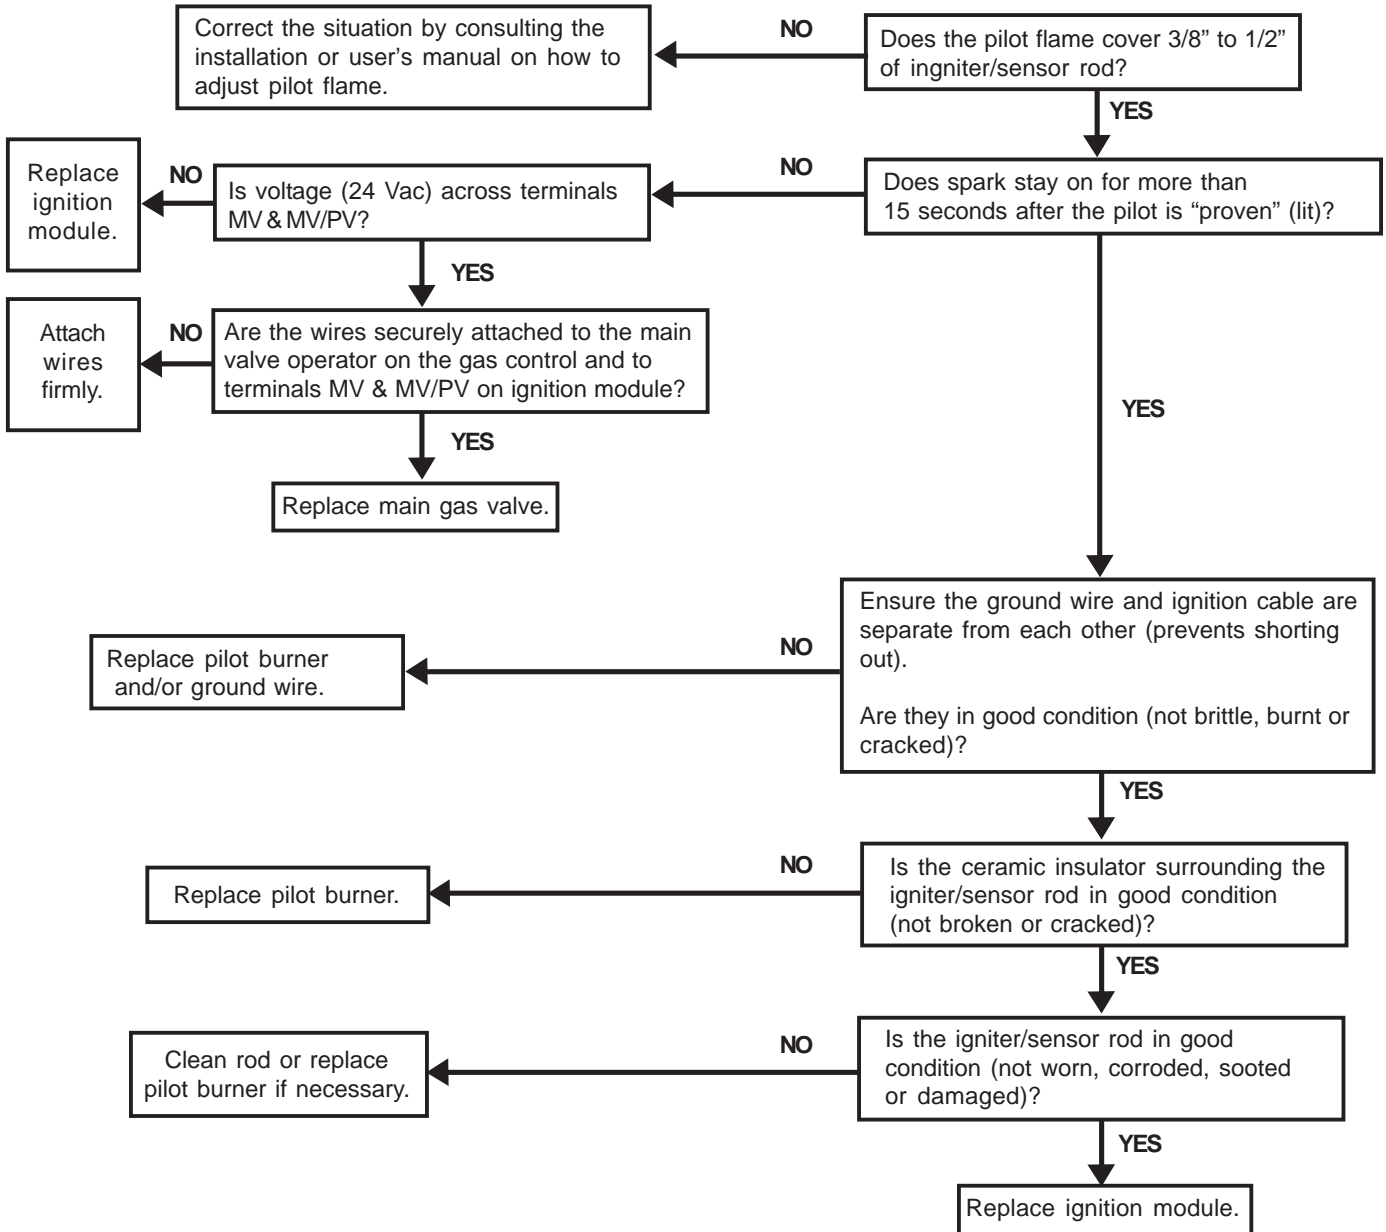 Correct the situation by consulting the
installation or user’s manual on how to
adjust pilot flame.
NO
Does the pilot flame cover 3/8” to 1/2”
of ingniter/sensor rod?
YES
Replace
ignition
module.
NO
Is voltage (24 Vac) across terminals
MV & MV/PV?
NO
Does spark stay on for more than
15 seconds after the pilot is “proven” (lit)?
YES
Attach
wires
firmly.
NO
Are the wires securely attached to the main
valve operator on the gas control and to
terminals MV & MV/PV on ignition module?
YES
YES
Replace main gas valve.
Replace pilot burner
and/or ground wire.
NO
Ensure the ground wire and ignition cable are
separate from each other (prevents shorting
out).
Are they in good condition (not brittle, burnt or
cracked)?
YES
Replace pilot burner.
NO
Is the ceramic insulator surrounding the
igniter/sensor rod in good condition
(not broken or cracked)?
YES
Clean rod or replace
pilot burner if necessary.
NO
Is the igniter/sensor rod in good
condition (not worn, corroded, sooted
or damaged)?
YES
Replace ignition module.